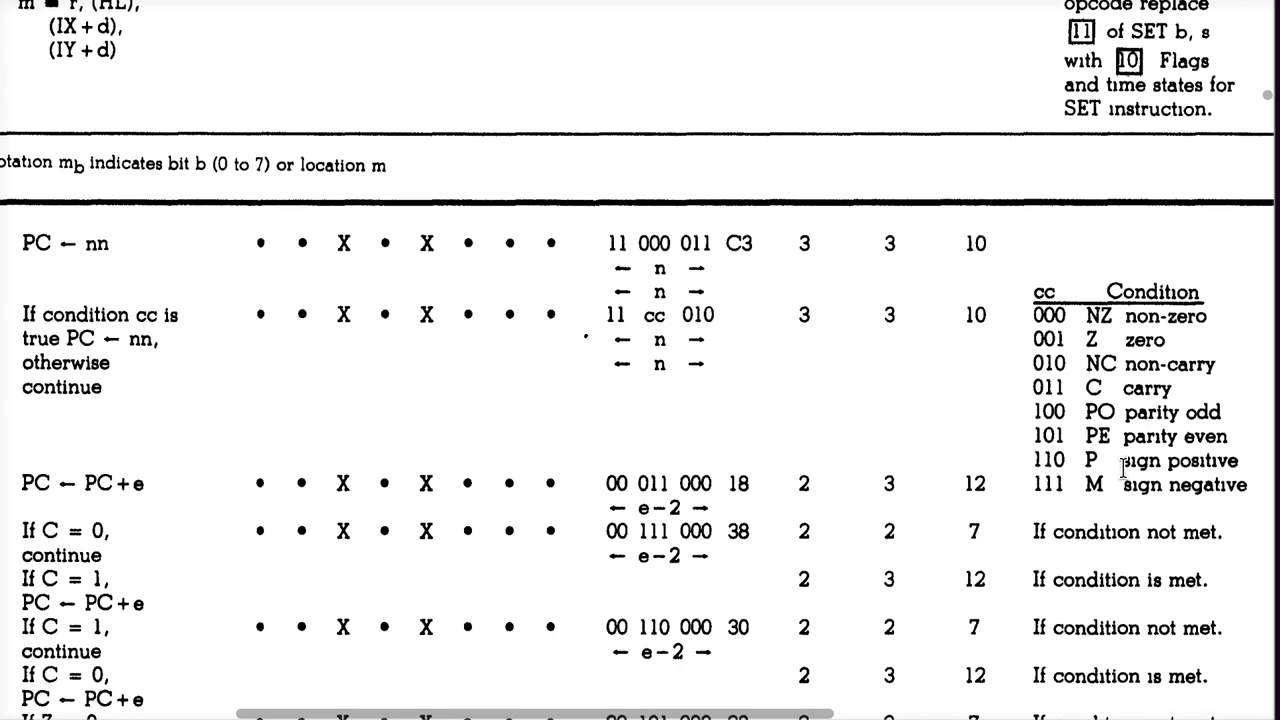 m = r, (HL),
(IX+d),
(IY+d)
opcode replace
11 of SET b, s
with 10 Flags
and time states for
SET instruction.
otation mb indicates bit b (0 to 7) or location m
PC ← nn • • X • X • • • 11 000 011 C3 3 3 10
← n →
← n →
cc Condition
If condition cc is • • X • X • • • 11 cc 010 3 3 10 000 NZ non-zero
true PC ← nn, ← n → 001 Z zero
otherwise ← n → 010 NC non-carry
continue 011 C carry
100 PO parity odd
101 PE parity even
110 P sign positive
PC ← PC+e • • X • X • • • 00 011 000 18 2 3 12 111 M sign negative
← e-2 →
If C = 0, • • X • X • • • 00 111 000 38 2 2 7 If condition not met.
continue ← e-2 →
If C = 1, 2 3 12 If condition is met.
PC ← PC+e
If C = 1, • • X • X • • • 00 110 000 30 2 2 7 If condition not met.
continue ← e-2 →
If C = 0, 2 3 12 If condition is met.
PC ← PC+e